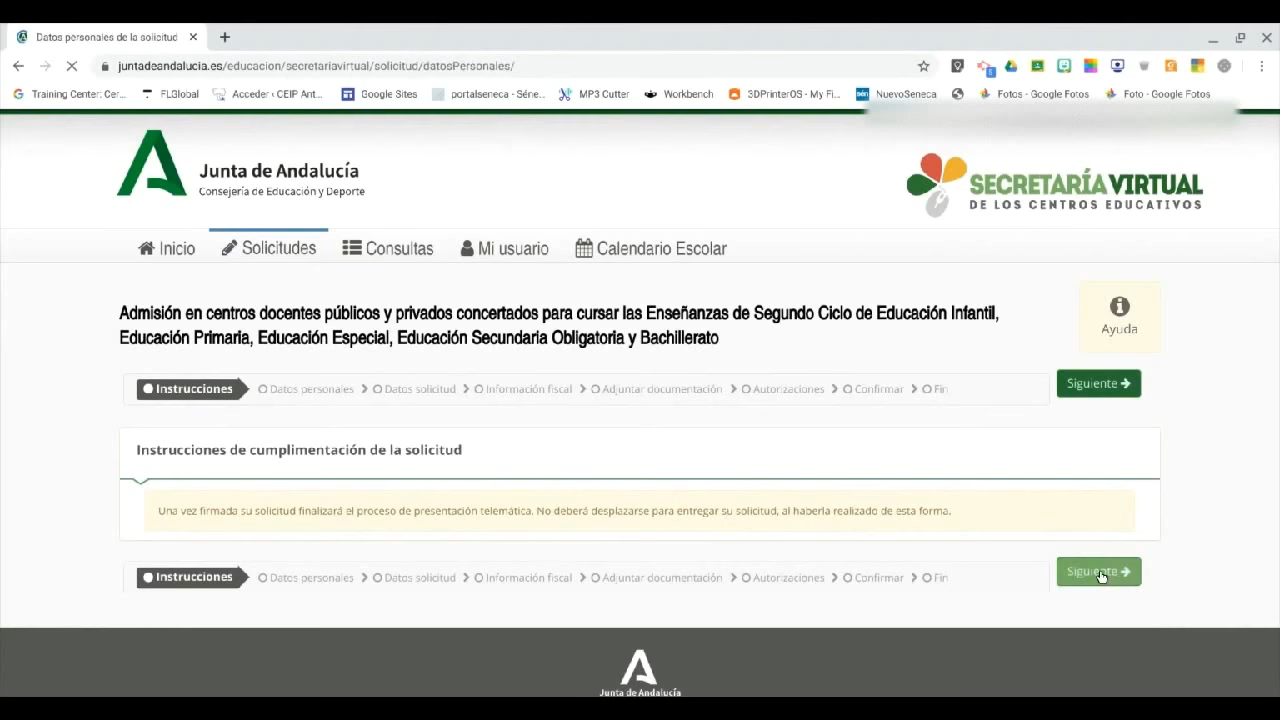 Datos personales de la solicitud
juntadeandalucia.es/educacion/secretariavirtual/solicitud/datosPersonales/
Training Center: Cer... FLGlobal Acceder ‹ CEIP Ant... Google Sites portalseneca - Séne... MP3 Cutter Workbench 3DPrinterOS - My Fi... NuevoSeneca Fotos - Google Fotos Foto - Google Fotos
Junta de Andalucía
Consejería de Educación y Deporte
SECRETARÍA VIRTUAL
DE LOS CENTROS EDUCATIVOS
Inicio Solicitudes Consultas Mi usuario Calendario Escolar
Admisión en centros docentes públicos y privados concertados para cursar las Enseñanzas de Segundo Ciclo de Educación Infantil,
Educación Primaria, Educación Especial, Educación Secundaria Obligatoria y Bachillerato
Ayuda
Instrucciones Datos personales Datos solicitud Información fiscal Adjuntar documentación Autorizaciones Confirmar Fin Siguiente
Instrucciones de cumplimentación de la solicitud
Una vez firmada su solicitud finalizará el proceso de presentación telemática. No deberá desplazarse para entregar su solicitud, al haberla realizado de esta forma.
Instrucciones Datos personales Datos solicitud Información fiscal Adjuntar documentación Autorizaciones Confirmar Fin Siguiente
Junta de Andalucía